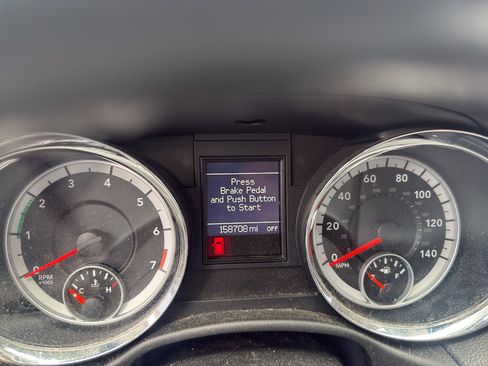 Press
Brake Pedal
and Push Button
to Start
158708 mi OFF
0 1 2 3 4 5 6 7
RPM
x1000
C H
0 20 40 60 80 100 120 140
MPH